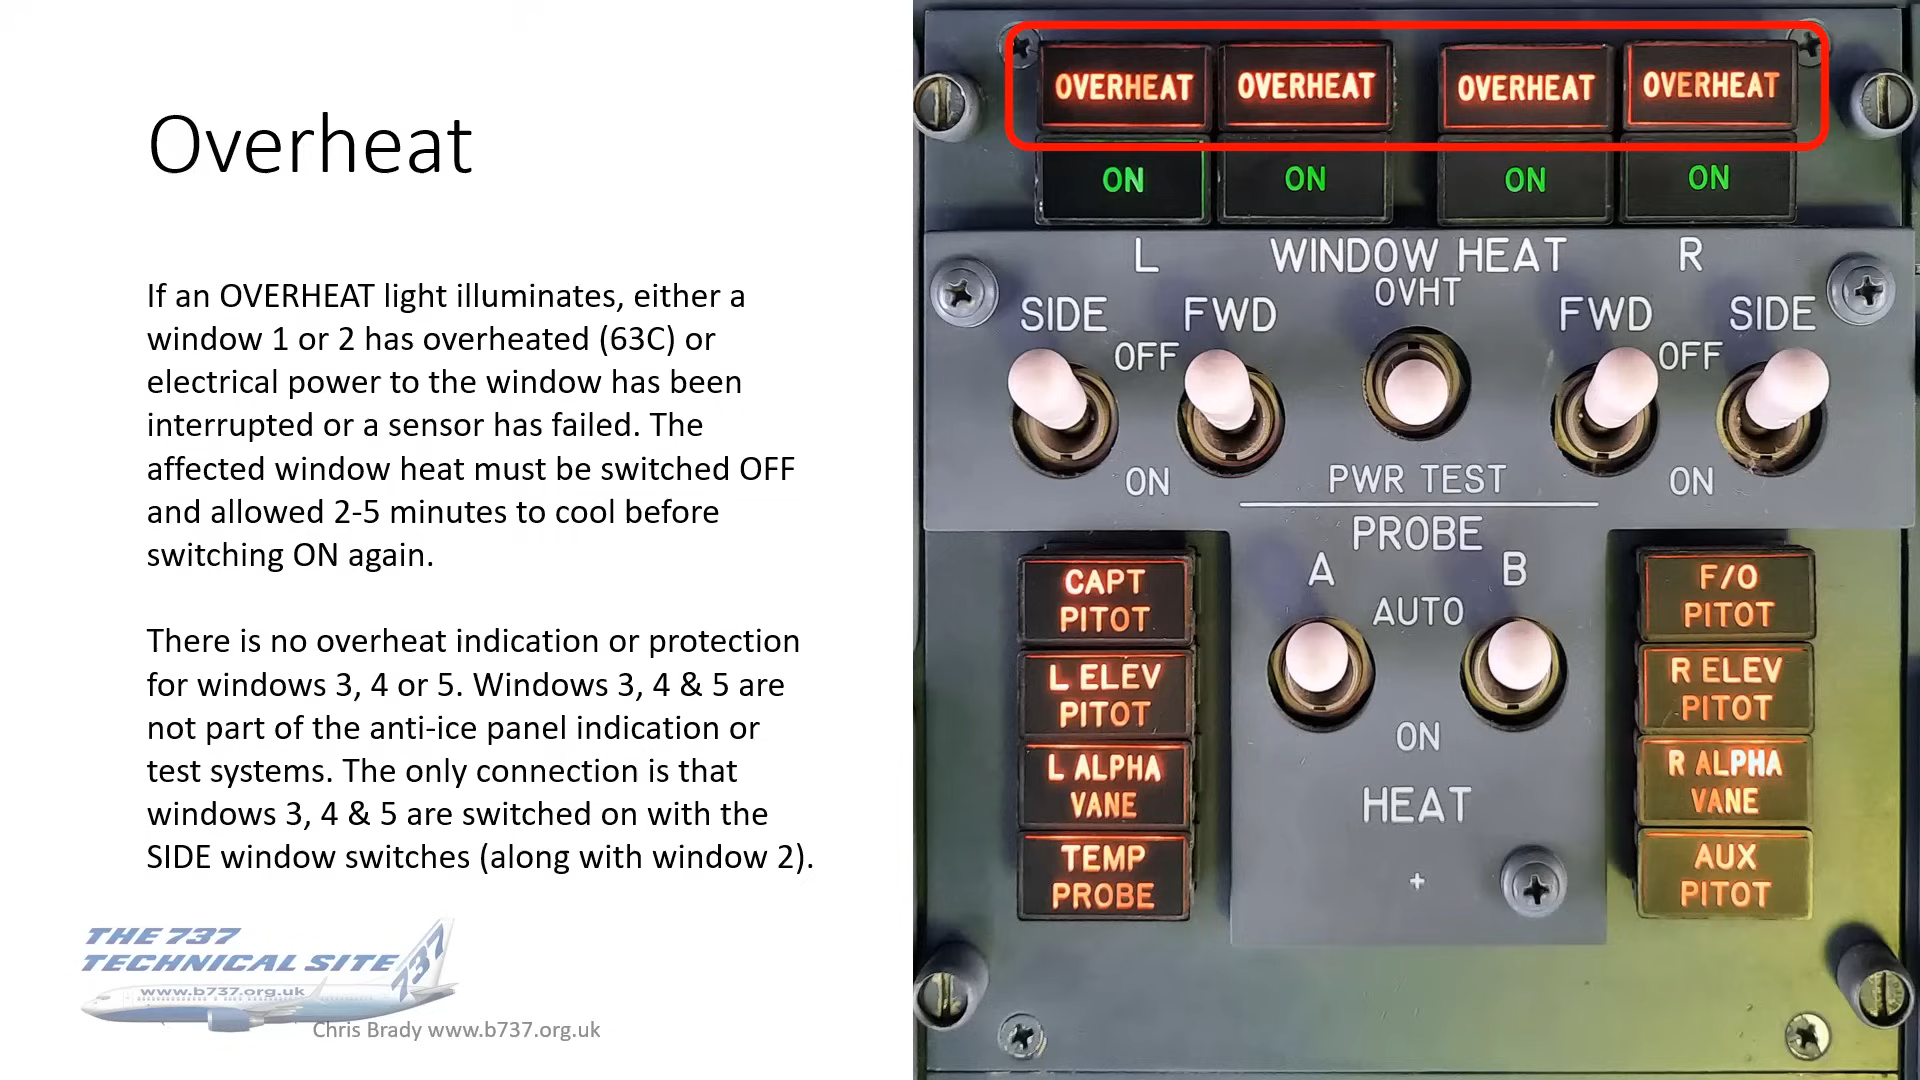 Overheat
If an OVERHEAT light illuminates, either a
window 1 or 2 has overheated (63C) or
electrical power to the window has been
interrupted or a sensor has failed. The
affected window heat must be switched OFF
and allowed 2-5 minutes to cool before
switching ON again.
There is no overheat indication or protection
for windows 3, 4 or 5. Windows 3, 4 & 5 are
not part of the anti-ice panel indication or
test systems. The only connection is that
windows 3, 4 & 5 are switched on with the
SIDE window switches (along with window 2).
THE 737
TECHNICAL SITE
737
www.b737.org.uk
Chris Brady www.b737.org.uk
OVERHEAT OVERHEAT OVERHEAT OVERHEAT
ON ON ON ON
L WINDOW HEAT R
OVHT
SIDE FWD FWD SIDE
OFF OFF
ON PWR TEST ON
PROBE
A B
AUTO
ON
HEAT
+
CAPT
PITOT
L ELEV
PITOT
L ALPHA
VANE
TEMP
PROBE
F/O
PITOT
R ELEV
PITOT
R ALPHA
VANE
AUX
PITOT